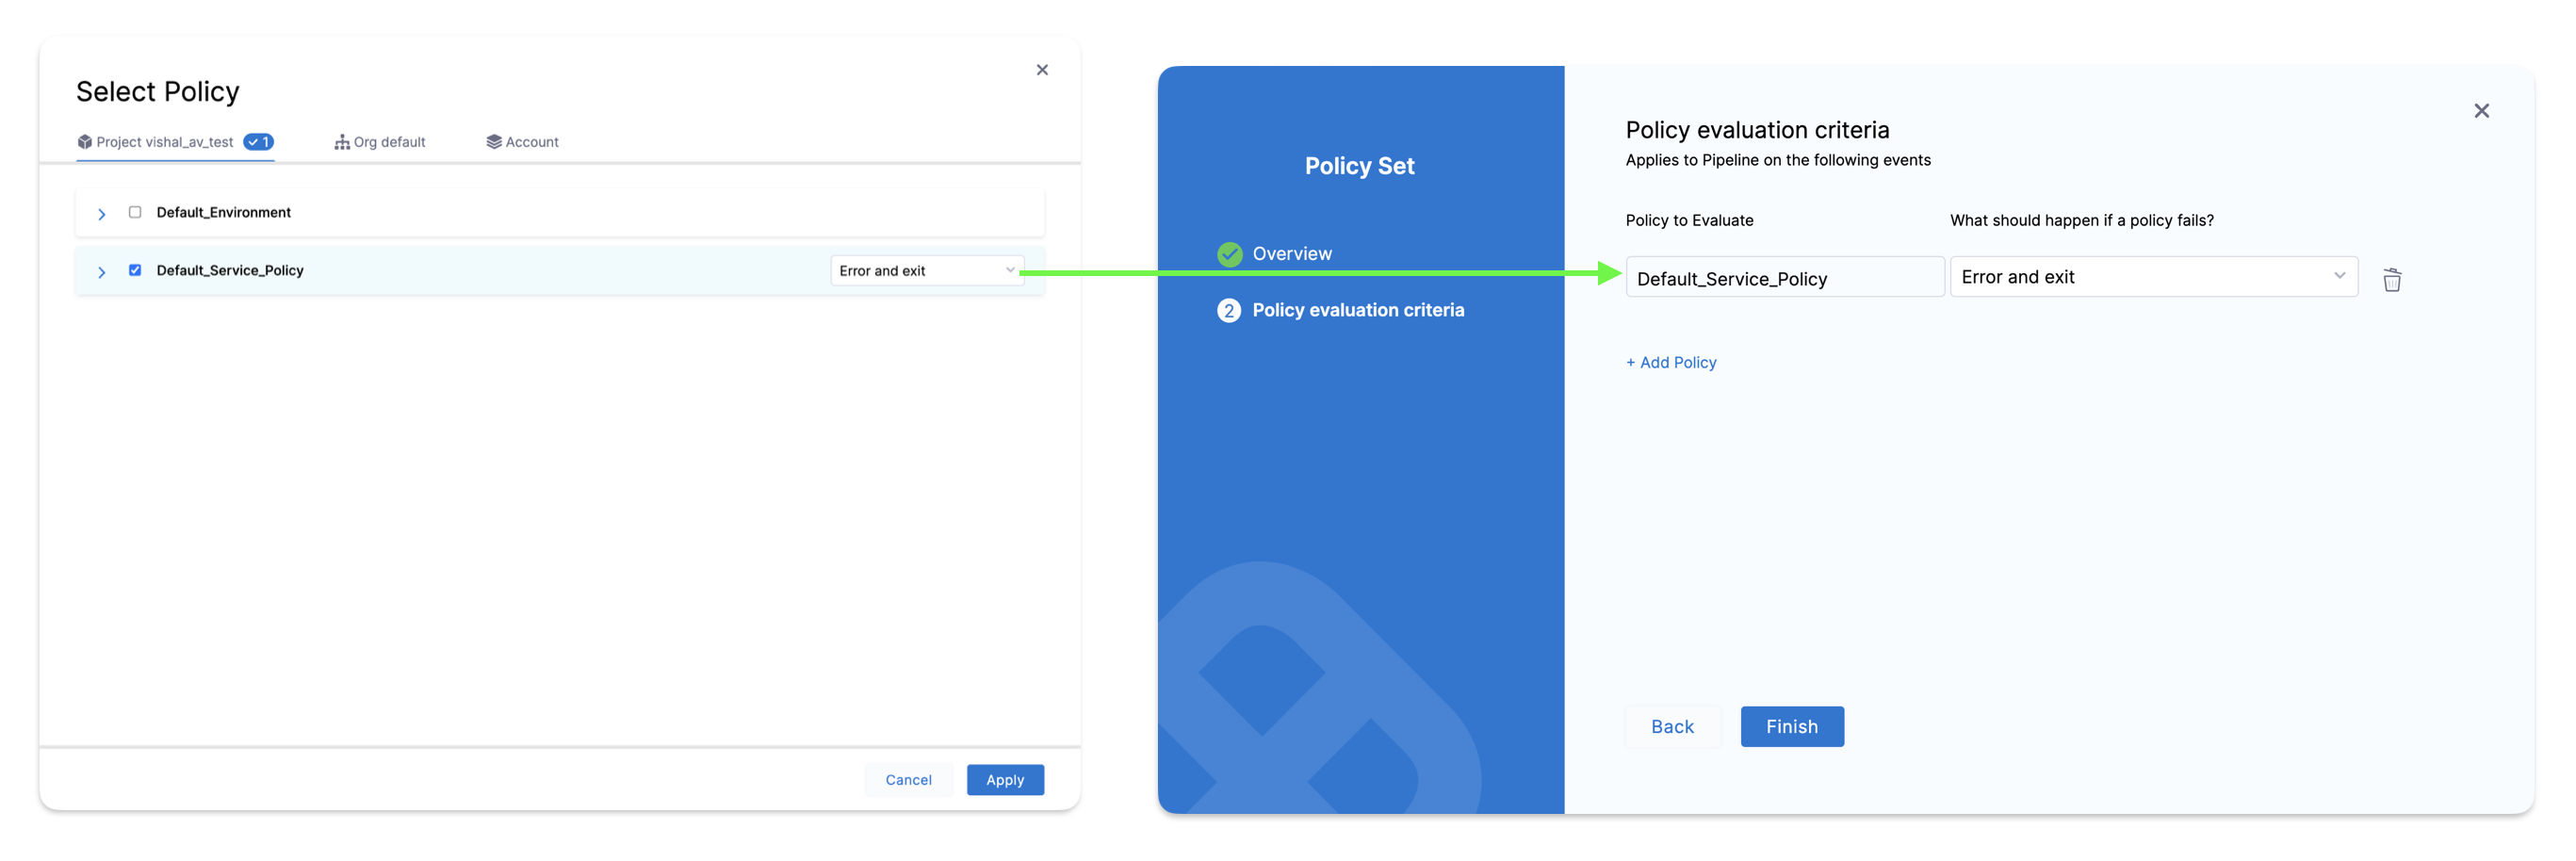 Select Policy
Project vishal_av_test 1 Org default Account
Default_Environment
Default_Service_Policy Error and exit
Cancel Apply
Policy Set
Overview
2 Policy evaluation criteria
Policy evaluation criteria
Applies to Pipeline on the following events
Policy to Evaluate What should happen if a policy fails?
Default_Service_Policy Error and exit
+ Add Policy
Back Finish